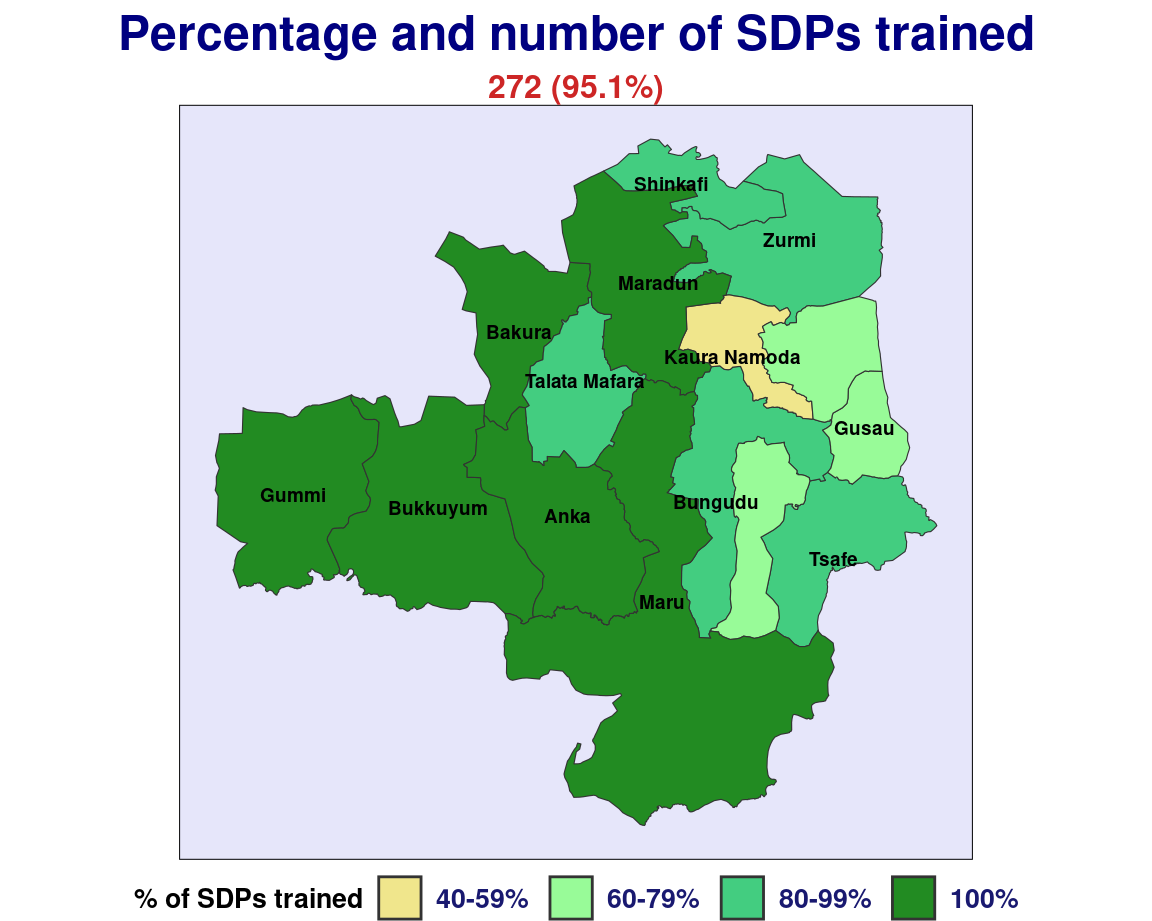 Percentage and number of SDPs trained
272 (95.1%)
Shinkafi
Zurmi
Maradun
Bakura
Kaura Namoda
Talata Mafara
Gusau
Gummi
Bukkuyum
Anka
Bungudu
Tsafe
Maru
% of SDPs trained 40-59% 60-79% 80-99% 100%